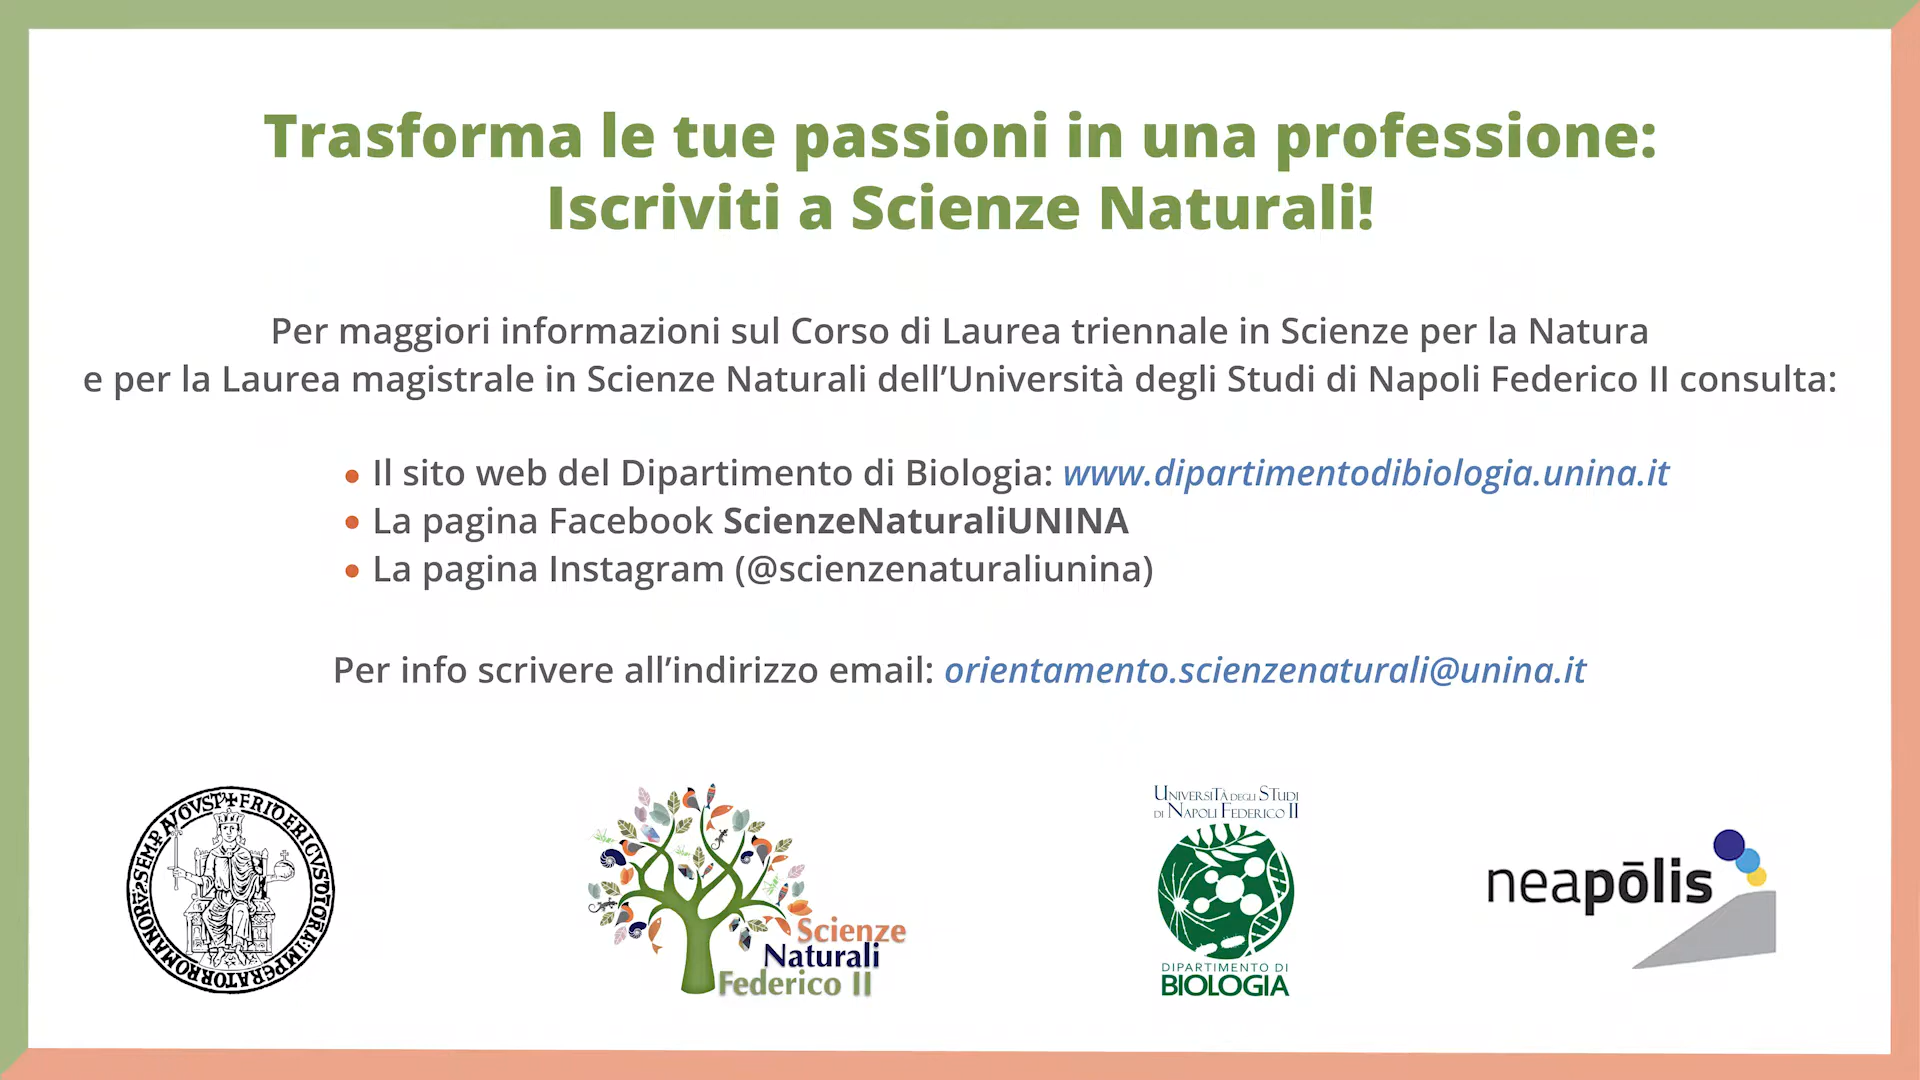 Trasforma le tue passioni in una professione:
Iscriviti a Scienze Naturali!
Per maggiori informazioni sul Corso di Laurea triennale in Scienze per la Natura
e per la Laurea magistrale in Scienze Naturali dell’Università degli Studi di Napoli Federico II consulta:
• Il sito web del Dipartimento di Biologia: www.dipartimentodibiologia.unina.it
• La pagina Facebook ScienzeNaturaliUNINA
• La pagina Instagram (@scienzenaturaliunina)
Per info scrivere all’indirizzo email: orientamento.scienzenaturali@unina.it
Scienze
Naturali
Federico II
UNIVERSITÀ DEGLI STUDI
DI NAPOLI FEDERICO II
DIPARTIMENTO DI
BIOLOGIA
neapōlis